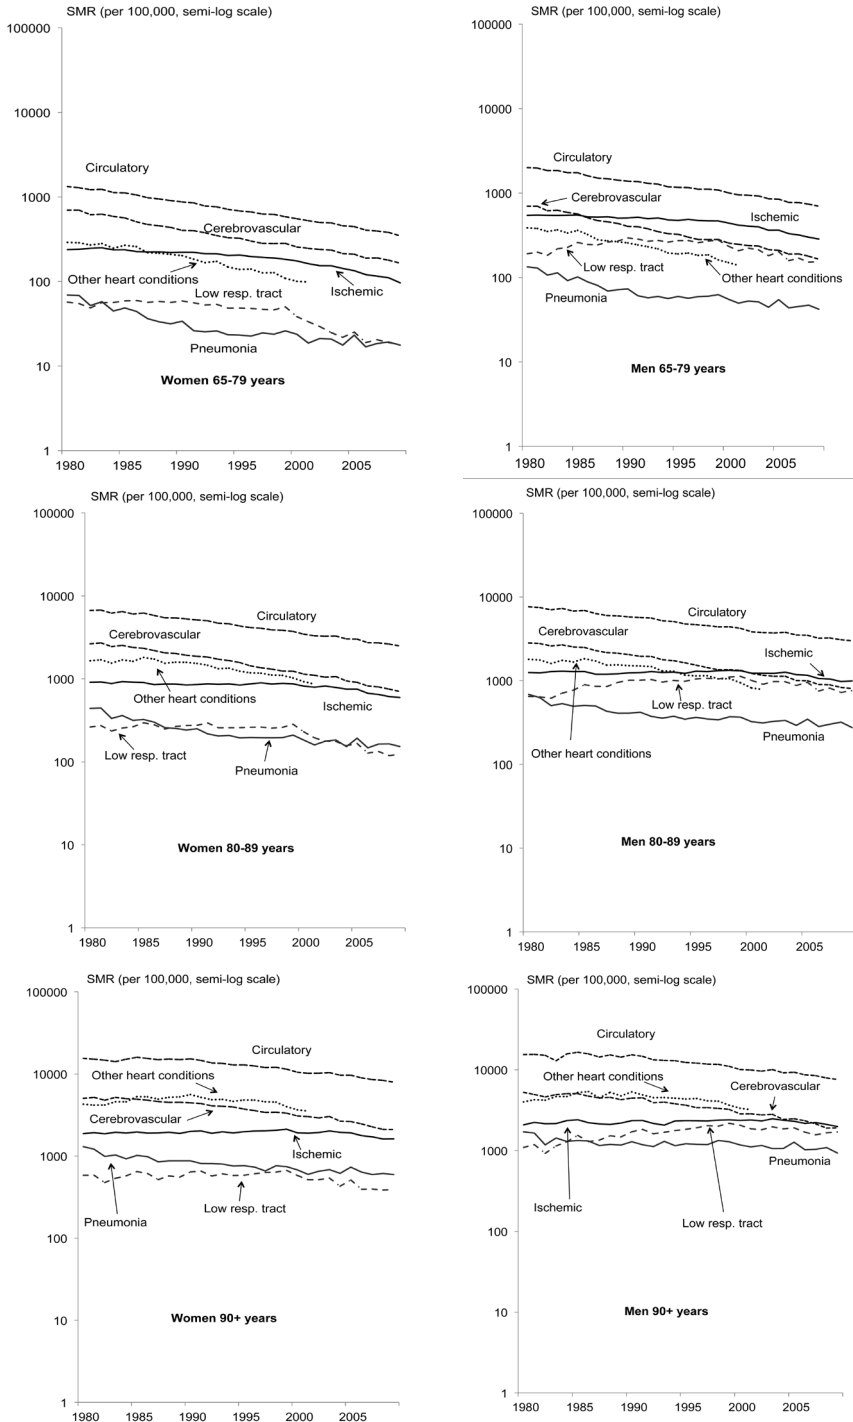 SMR (per 100,000, semi-log scale)
100000
10000
1000
100
10
1
Circulatory
Cerebrovascular
Other heart conditions
Low resp. tract
Ischemic
Pneumonia
Women 65-79 years
1980 1985 1990 1995 2000 2005
SMR (per 100,000, semi-log scale)
100000
10000
1000
100
10
1
Circulatory
Cerebrovascular
Ischemic
Low resp. tract
Other heart conditions
Pneumonia
Men 65-79 years
1980 1985 1990 1995 2000 2005
SMR (per 100,000, semi-log scale)
100000
10000
1000
100
10
1
Circulatory
Cerebrovascular
Other heart conditions
Ischemic
Low resp. tract
Pneumonia
Women 80-89 years
1980 1985 1990 1995 2000 2005
SMR (per 100,000, semi-log scale)
100000
10000
1000
100
10
1
Circulatory
Cerebrovascular
Ischemic
Low resp. tract
Pneumonia
Other heart conditions
Men 80-89 years
1980 1985 1990 1995 2000 2005
SMR (per 100,000, semi-log scale)
100000
10000
1000
100
10
1
Circulatory
Other heart conditions
Cerebrovascular
Ischemic
Low resp. tract
Pneumonia
Women 90+ years
1980 1985 1990 1995 2000 2005
SMR (per 100,000, semi-log scale)
100000
10000
1000
100
10
1
Circulatory
Other heart conditions
Cerebrovascular
Pneumonia
Ischemic
Low resp. tract
Men 90+ years
1980 1985 1990 1995 2000 2005